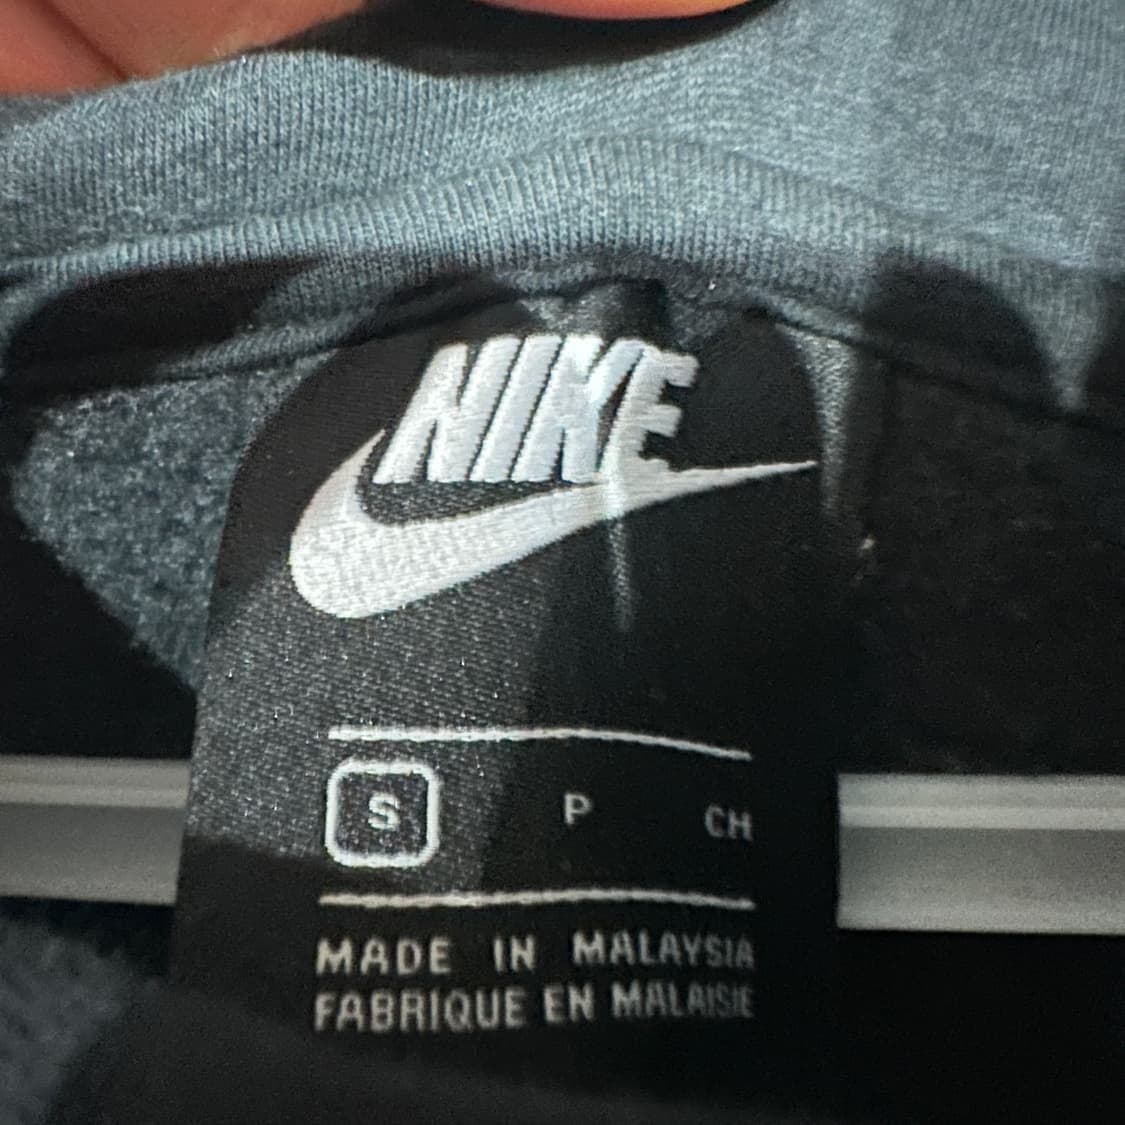 NIKE
S P CH
MADE IN MALAYSIA
FABRIQUE EN MALAISIE